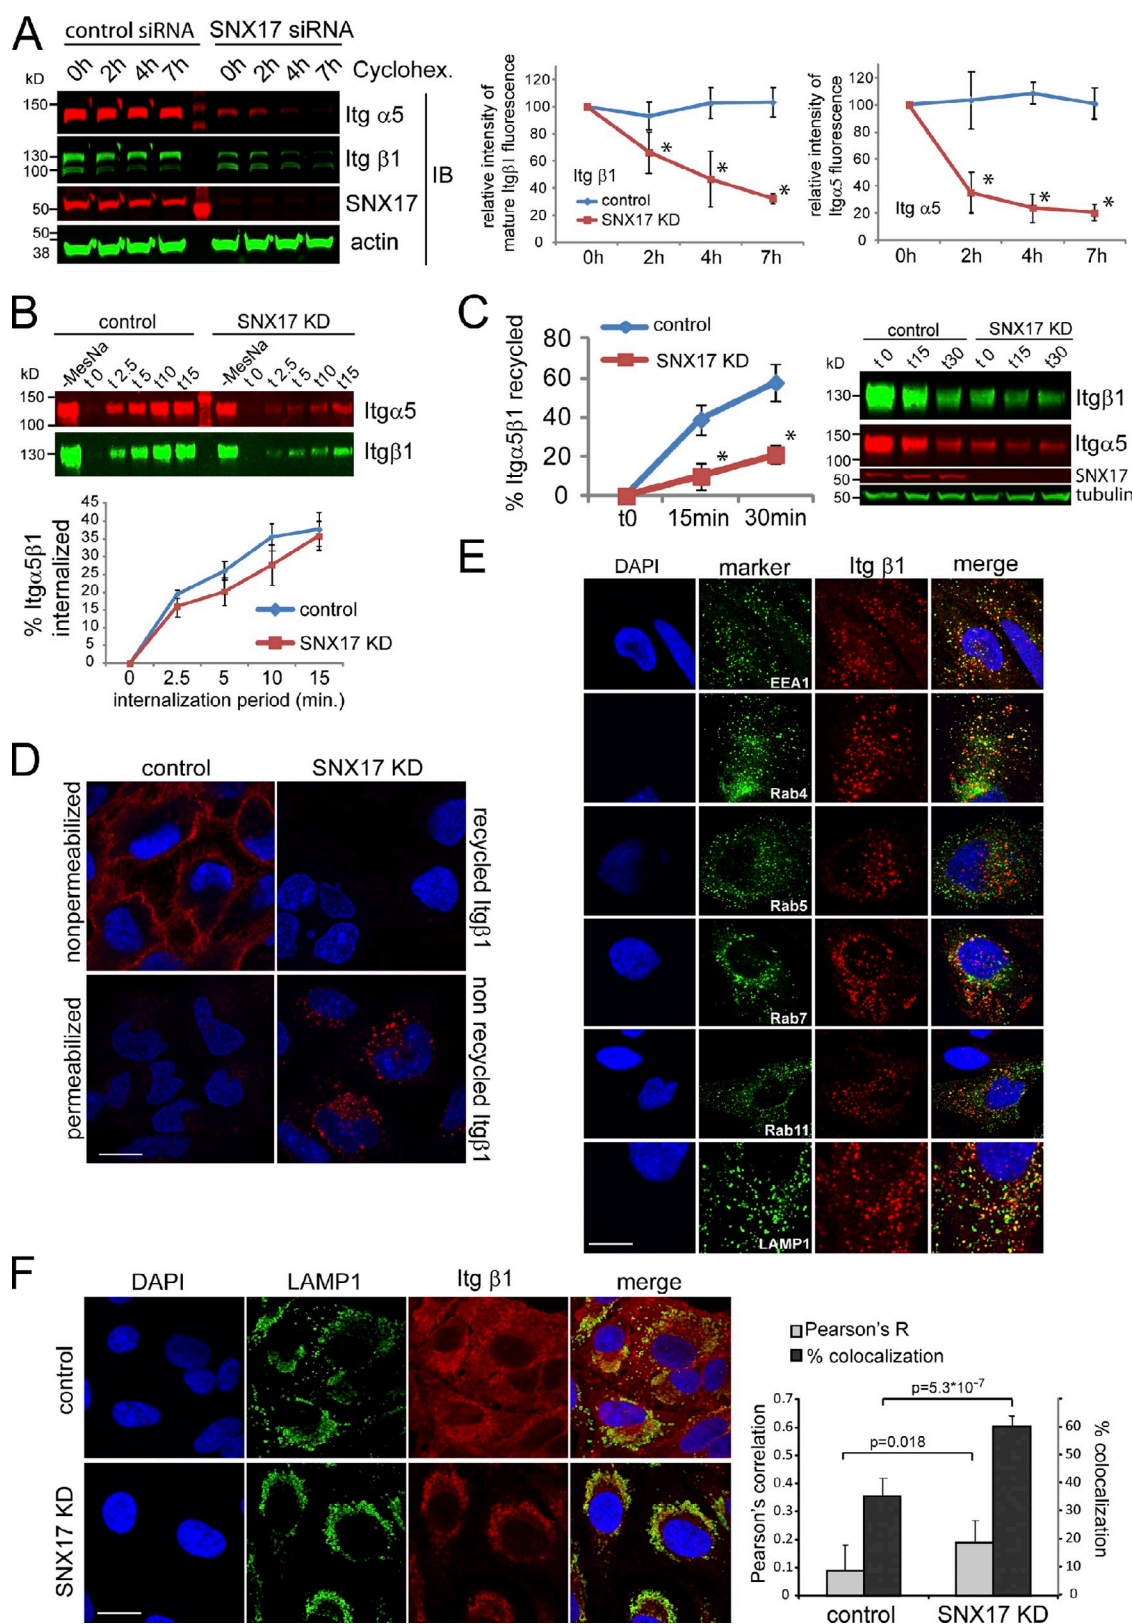 A
control siRNA
SNX17 siRNA
kD
0h 2h 4h 7h
0h 2h 4h 7h
Cyclohex.
150
Itg α5
130
100
Itg β1
50
SNX17
50
38
actin
IB
relative intensity of
mature Itgβ1 fluorescence
120
100
80
60
40
20
0
Itg β1
control
SNX17 KD
*
*
*
0h 2h 4h 7h
relative intensity of
Itgα5 fluorescence
120
100
80
60
40
20
0
Itg α5
*
*
*
0h 2h 4h 7h
B
control
SNX17 KD
kD
-MesNa t 0 t 2.5 t 5 t10 t15
-MesNa t 0 t 2.5 t 5 t10 t15
150
100
Itgα5
130
Itgβ1
% Itgα5β1
internalized
45
40
35
30
25
20
15
10
5
0
control
SNX17 KD
0 2.5 5 10 15
internalization period (min.)
C
% Itgα5β1 recycled
80
60
40
20
0
control
SNX17 KD
*
*
t0 15min 30min
control
SNX17 KD
kD
t 0 t15 t30
t 0 t15 t30
130
Itgβ1
150
100
Itgα5
50
SNX17
50
tubulin
D
control
SNX17 KD
nonpermeabilized
recycled Itgβ1
permeabilized
non recycled Itgβ1
E
DAPI
marker
Itg β1
merge
EEA1
Rab4
Rab5
Rab7
Rab11
LAMP1
F
DAPI
LAMP1
Itg β1
merge
control
SNX17 KD
Pearson's R
% colocalization
Pearson's correlation
0.7
0.6
0.5
0.4
0.3
0.2
0.1
0
p=5.3*10⁻⁷
p=0.018
60
50
40
30
20
10
0
% colocalization
control
SNX17 KD